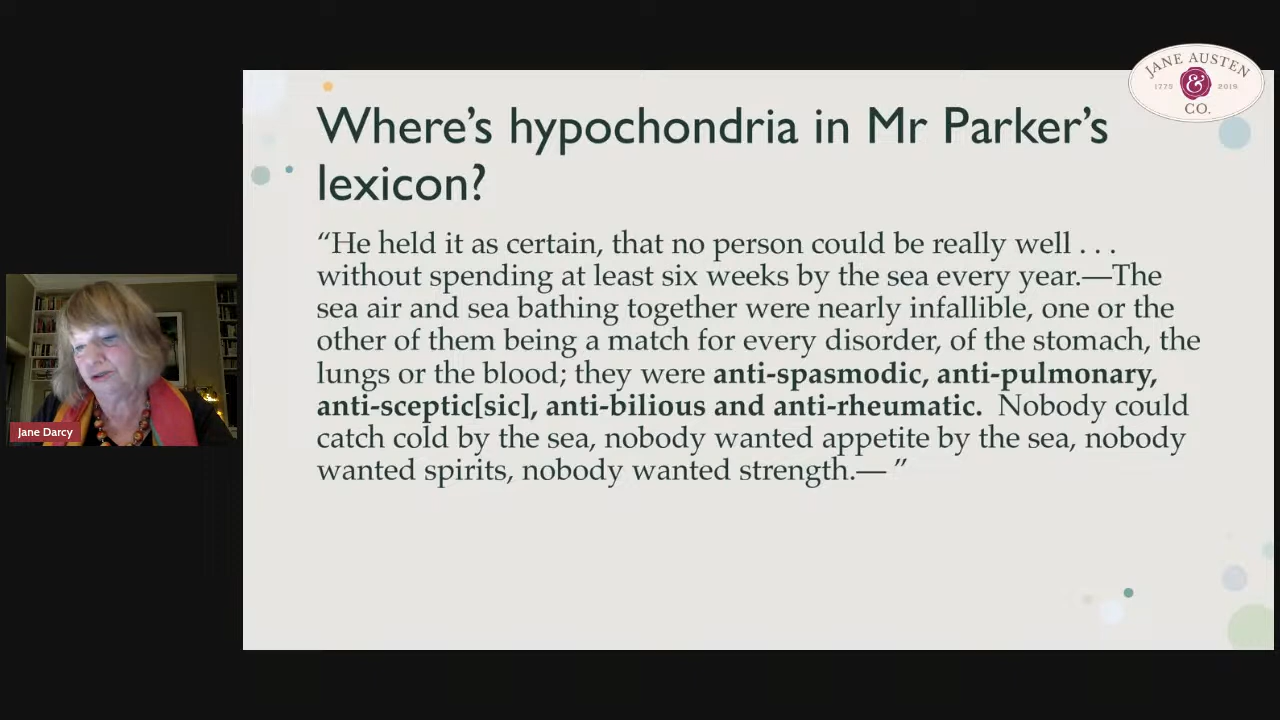 JANE AUSTEN
1775 & 2019
CO.
Where’s hypochondria in Mr Parker’s
lexicon?
“He held it as certain, that no person could be really well . . .
without spending at least six weeks by the sea every year.—The
sea air and sea bathing together were nearly infallible, one or the
other of them being a match for every disorder, of the stomach, the
lungs or the blood; they were anti-spasmodic, anti-pulmonary,
anti-sceptic[sic], anti-bilious and anti-rheumatic. Nobody could
catch cold by the sea, nobody wanted appetite by the sea, nobody
wanted spirits, nobody wanted strength.— ”
Jane Darcy